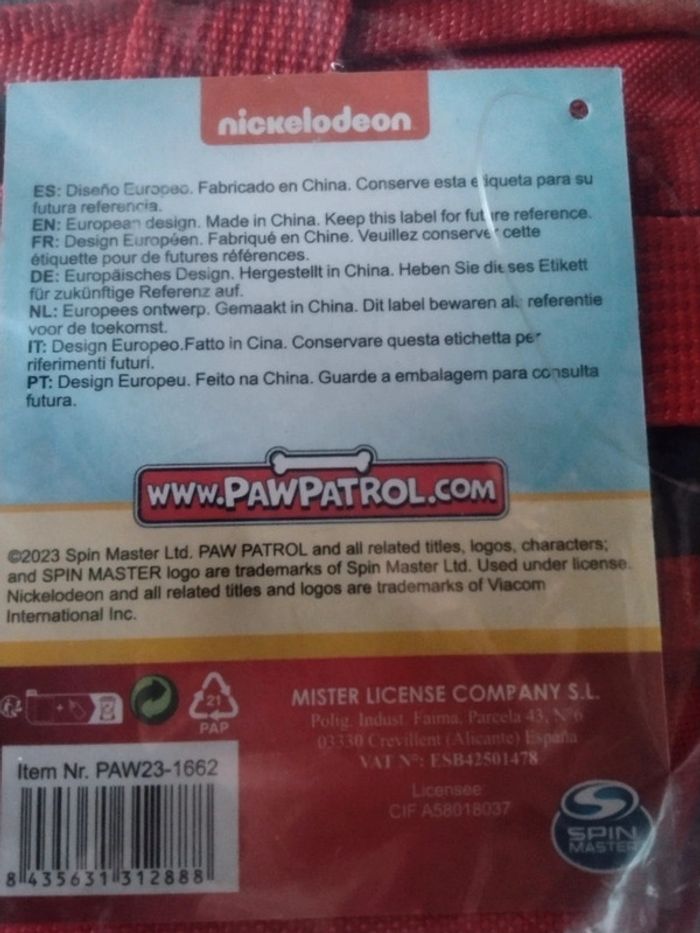 nickelodeon
ES: Diseño Europeo. Fabricado en China. Conserve esta etiqueta para su
futura referencia.
EN: European design. Made in China. Keep this label for future reference.
FR: Design Européen. Fabriqué en Chine. Veuillez conserver cette
étiquette pour de futures références.
DE: Europäisches Design. Hergestellt in China. Heben Sie dieses Etikett
für zukünftige Referenz auf.
NL: Europees ontwerp. Gemaakt in China. Dit label bewaren als referentie
voor de toekomst.
IT: Design Europeo.Fatto in Cina. Conservare questa etichetta per
riferimenti futuri.
PT: Design Europeu. Feito na China. Guarde a embalagem para consulta
futura.
www.PAWPATROL.COM
©2023 Spin Master Ltd. PAW PATROL and all related titles, logos, characters;
and SPIN MASTER logo are trademarks of Spin Master Ltd. Used under license.
Nickelodeon and all related titles and logos are trademarks of Viacom
International Inc.
21
PAP
MISTER LICENSE COMPANY S.L.
Polig. Indust. Faima, Parcela 43, Nº6
03330 Crevillent (Alicante) España
VAT Nº: ESB42501478
Licensee
CIF A58018037
Item Nr. PAW23-1662
8 435631 312888
SPIN
MASTER